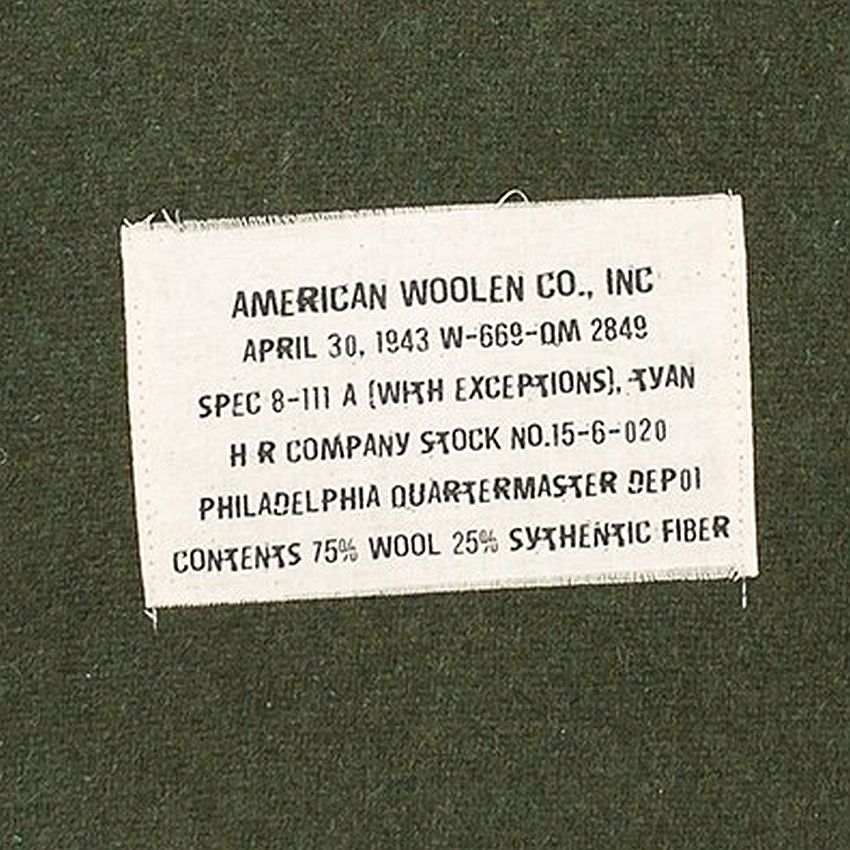 AMERICAN WOOLEN CO., INC
APRIL 30, 1943 W-669-QM 2849
SPEC 8-111 A (WITH EXCEPTIONS), TYAN
H R COMPANY STOCK NO.15-6-020
PHILADELPHIA QUARTERMASTER DEPOT
CONTENTS 75% WOOL 25% SYTHENTIC FIBER